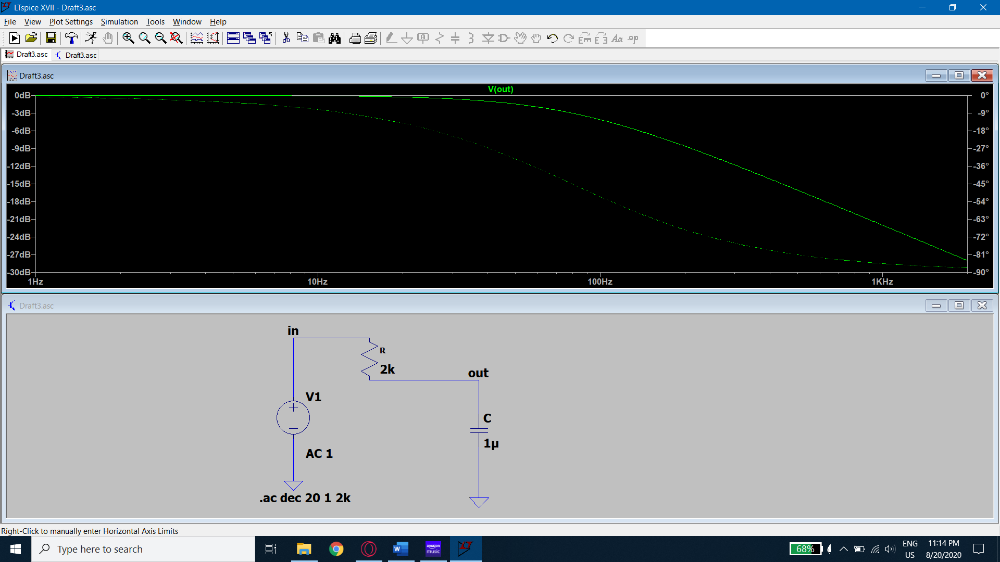 LTspice XVII - Draft3.asc
File View Plot Settings Simulation Tools Window Help
Draft3.asc Draft3.asc
Draft3.asc
V(out)
0dB 0°
-3dB -9°
-6dB -18°
-9dB -27°
-12dB -36°
-15dB -45°
-18dB -54°
-21dB -63°
-24dB -72°
-27dB -81°
-30dB -90°
1Hz 10Hz 100Hz 1KHz
Draft3.asc
in
R
2k
out
V1
C
1µ
AC 1
.ac dec 20 1 2k
Right-Click to manually enter Horizontal Axis Limits
Type here to search
W
amazon
music
68%
ENG
US
11:14 PM
8/20/2020